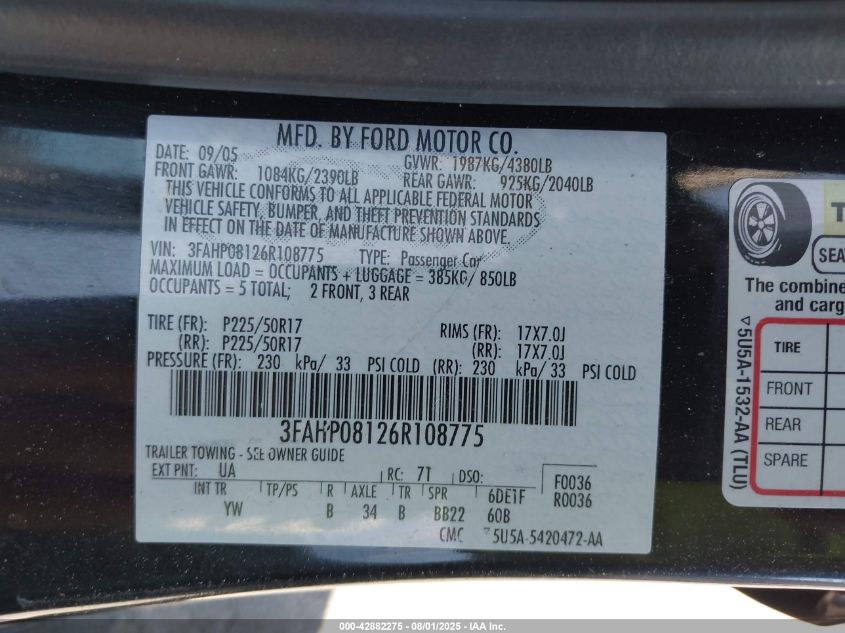 MFD. BY FORD MOTOR CO.
DATE: 09/05 GVWR: 1987KG/4380LB
FRONT GAWR: 1084KG/2390LB REAR GAWR: 925KG/2040LB
THIS VEHICLE CONFORMS TO ALL APPLICABLE FEDERAL MOTOR
VEHICLE SAFETY, BUMPER, AND THEFT PREVENTION STANDARDS
IN EFFECT ON THE DATE OF MANUFACTURE SHOWN ABOVE.
VIN: 3FAHP08126R108775 TYPE: Passenger Car
MAXIMUM LOAD = OCCUPANTS + LUGGAGE = 385KG/ 850LB
OCCUPANTS = 5 TOTAL; 2 FRONT, 3 REAR
TIRE (FR): P225/50R17 RIMS (FR): 17X7.0J
(RR): P225/50R17 (RR): 17X7.0J
PRESSURE (FR): 230 kPa/ 33 PSI COLD (RR): 230 kPa/ 33 PSI COLD
3FAHP08126R108775
TRAILER TOWING - SEE OWNER GUIDE
EXT PNT: UA RC: 71 DSO: F0036
INT TR TP/PS R AXLE TR SPR 6DE1F R0036
YW B 34 B BB22 60B
CMC ▽5U5A-5420472-AA
T
SEA
The combine
and carg
TIRE
FRONT
REAR
SPARE
▽5U5A-1532-AA (TLU)
000-42882275 - 08/01/2025 - IAA Inc.